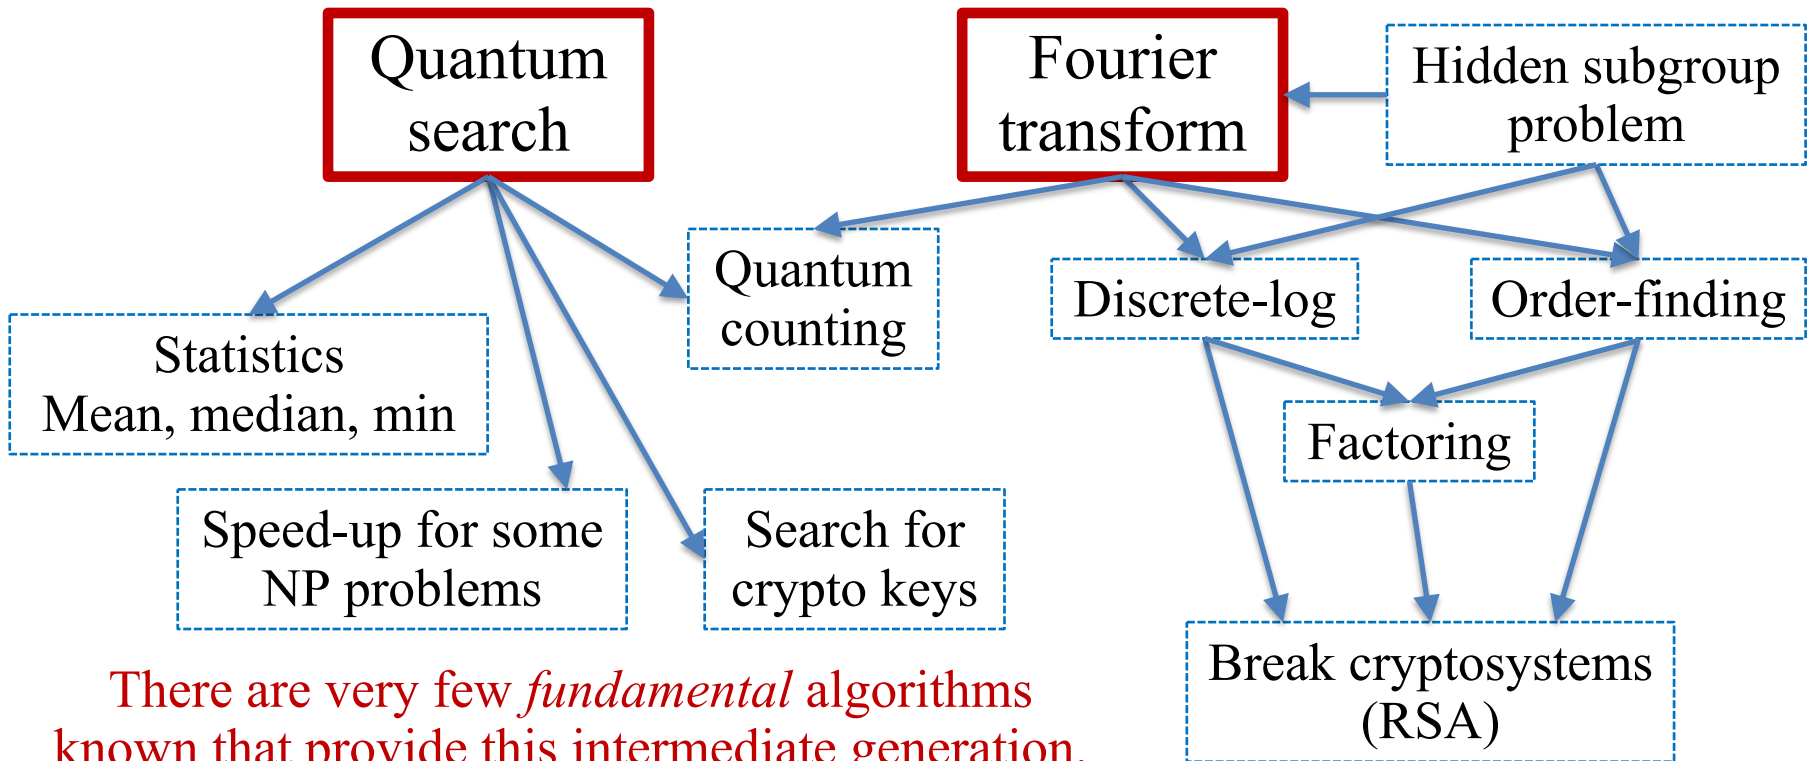 Quantum
search
Fourier
transform
Hidden subgroup
problem
Quantum
counting
Discrete-log
Order-finding
Statistics
Mean, median, min
Factoring
Speed-up for some
NP problems
Search for
crypto keys
Break cryptosystems
(RSA)
There are very few fundamental algorithms
known that provide this intermediate generation.